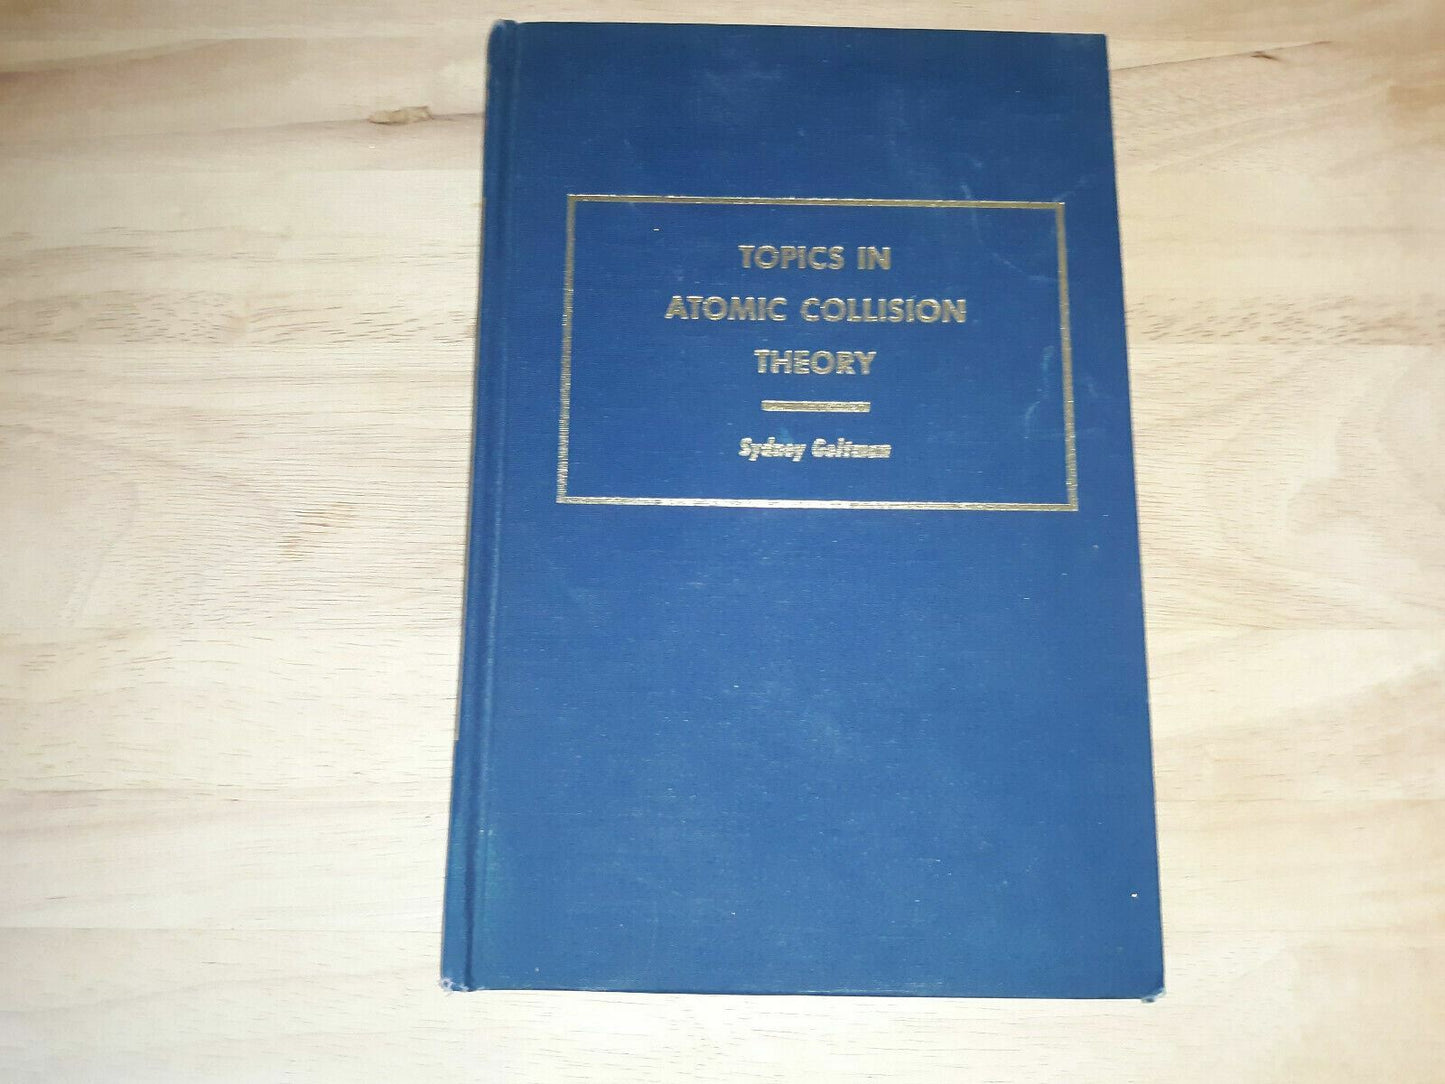 TOPICS IN
ATOMIC COLLISION
THEORY
Sydney Geltman